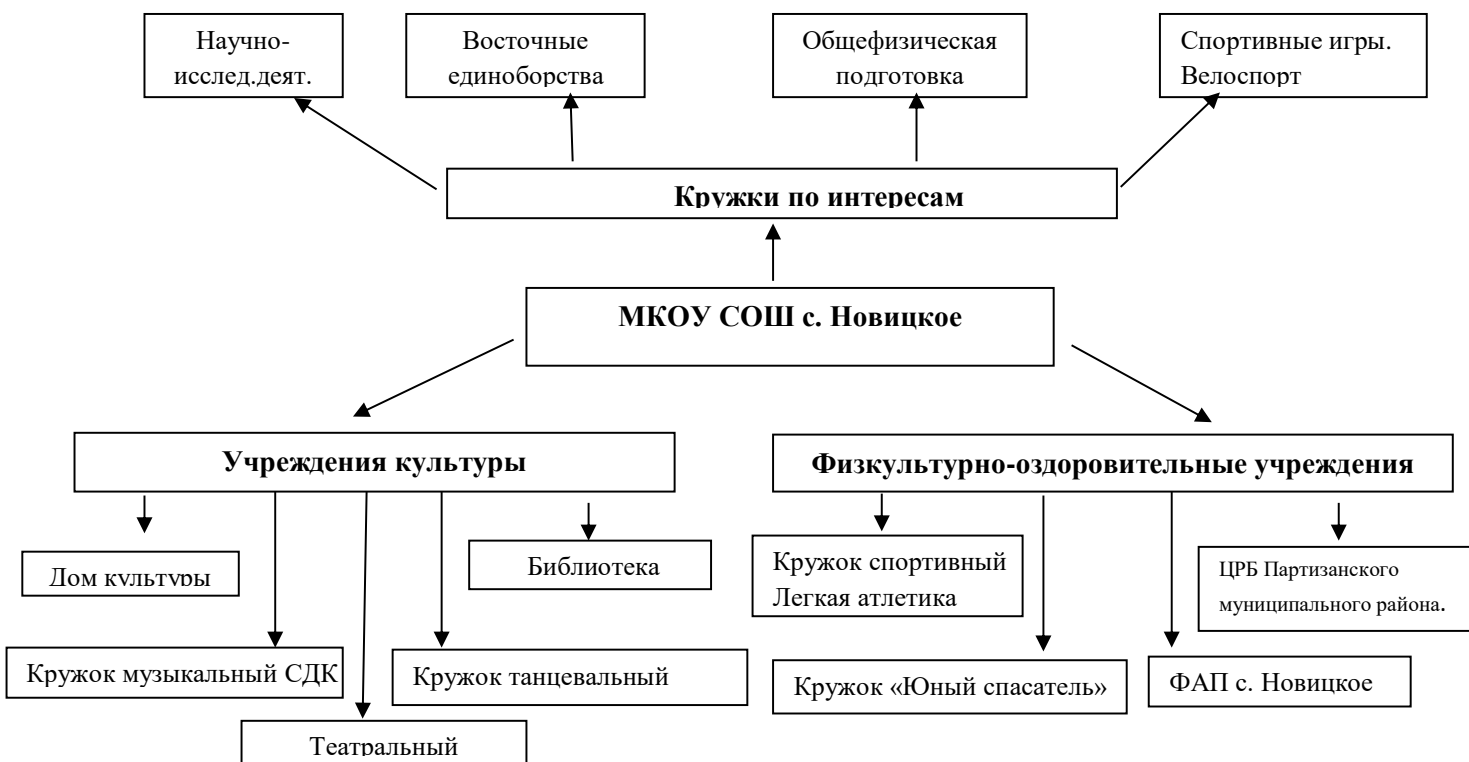 Научно-
исслед.деят.
Восточные
единоборства
Общефизическая
подготовка
Спортивные игры.
Велоспорт
Кружки по интересам
МКОУ СОШ с. Новицкое
Учреждения культуры
Физкультурно-оздоровительные учреждения
Дом культуры
Библиотека
Кружок спортивный
Легкая атлетика
ЦРБ Партизанского
муниципального района.
Кружок музыкальный СДК
Кружок танцевальный
Кружок «Юный спасатель»
ФАП с. Новицкое
Театральный